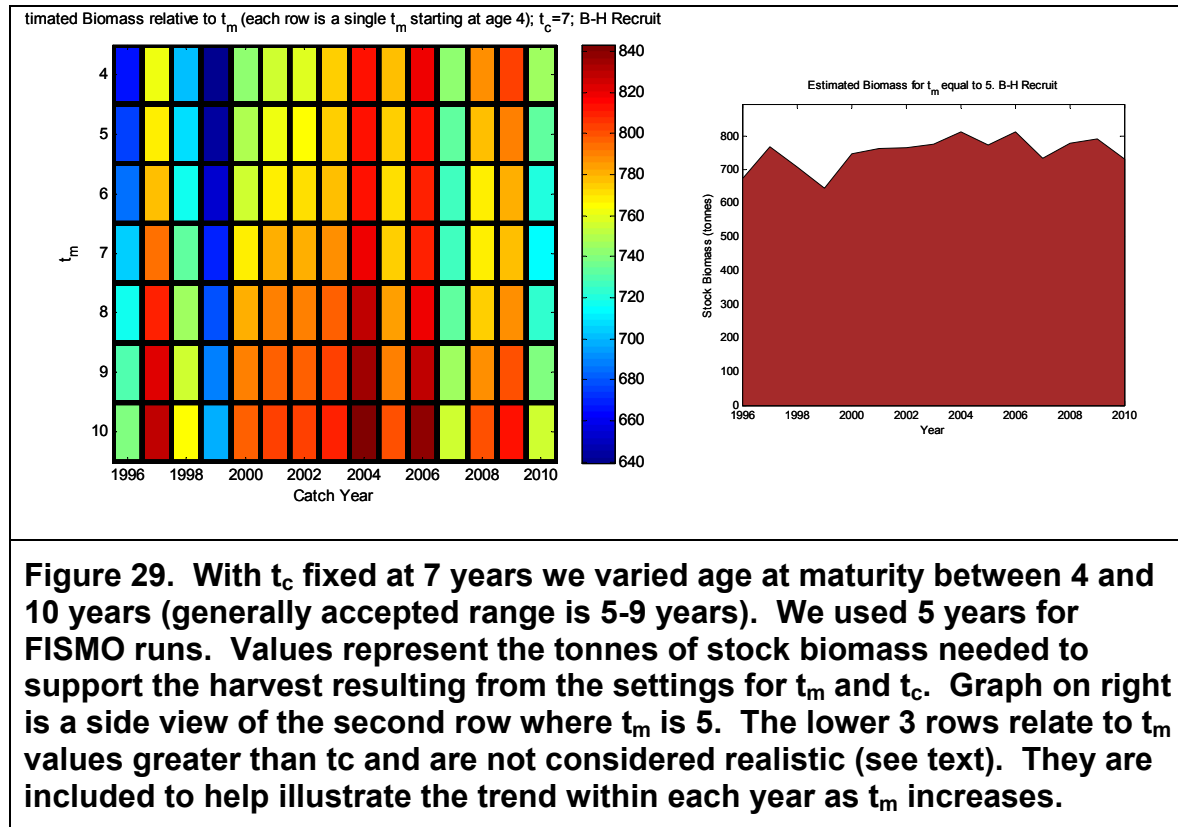 timated Biomass relative to tm (each row is a single tm starting at age 4); tc=7; B-H Recruit
4
5
6
7
8
9
10
tm
1996 1998 2000 2002 2004 2006 2008 2010
Catch Year
840
820
800
780
760
740
720
700
680
660
640
Estimated Biomass for tm equal to 5. B-H Recruit
800
700
600
500
400
300
200
100
0
Stock Biomass (tonnes)
1996 1998 2000 2002 2004 2006 2008 2010
Year
Figure 29. With tc fixed at 7 years we varied age at maturity between 4 and
10 years (generally accepted range is 5-9 years). We used 5 years for
FISMO runs. Values represent the tonnes of stock biomass needed to
support the harvest resulting from the settings for tm and tc. Graph on right
is a side view of the second row where tm is 5. The lower 3 rows relate to tm
values greater than tc and are not considered realistic (see text). They are
included to help illustrate the trend within each year as tm increases.